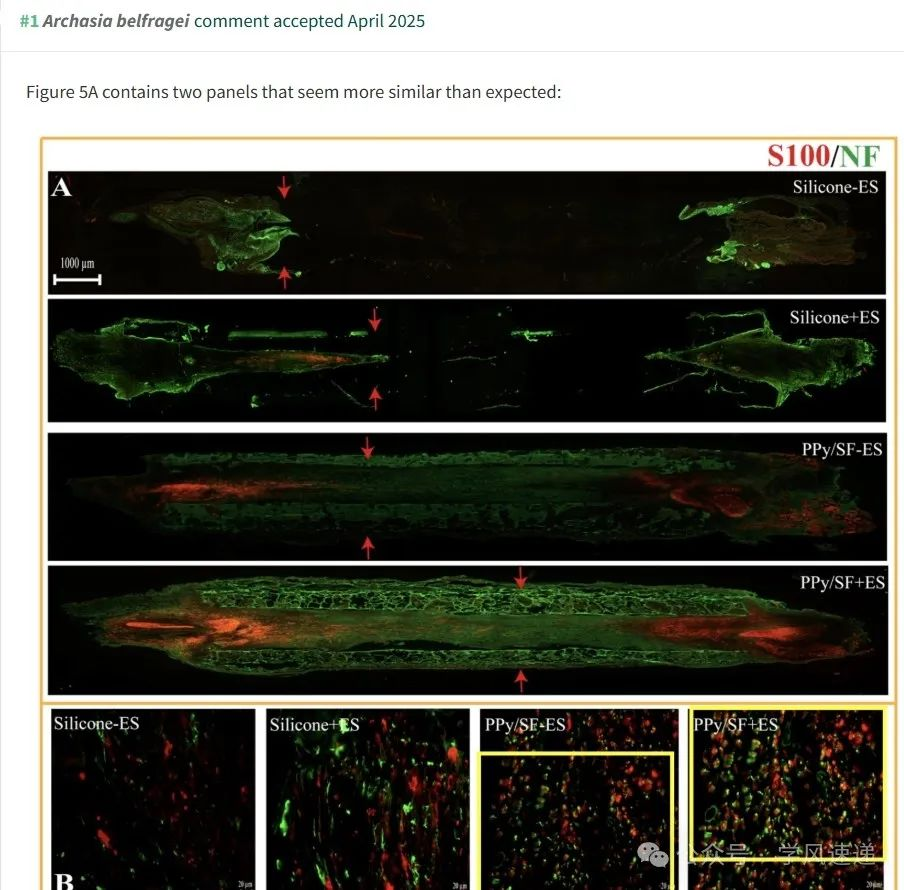 #1 Archasia belfragei comment accepted April 2025
Figure 5A contains two panels that seem more similar than expected:
S100/NF
A
Silicone-ES
1000 μm
Silicone+ES
PPy/SF-ES
PPy/SF+ES
Silicone-ES
Silicone+ES
PPy/SF-ES
PPy/SF+ES
公众号 · 学风速递
B
20 μm
20 μm
20 μm
20 μm